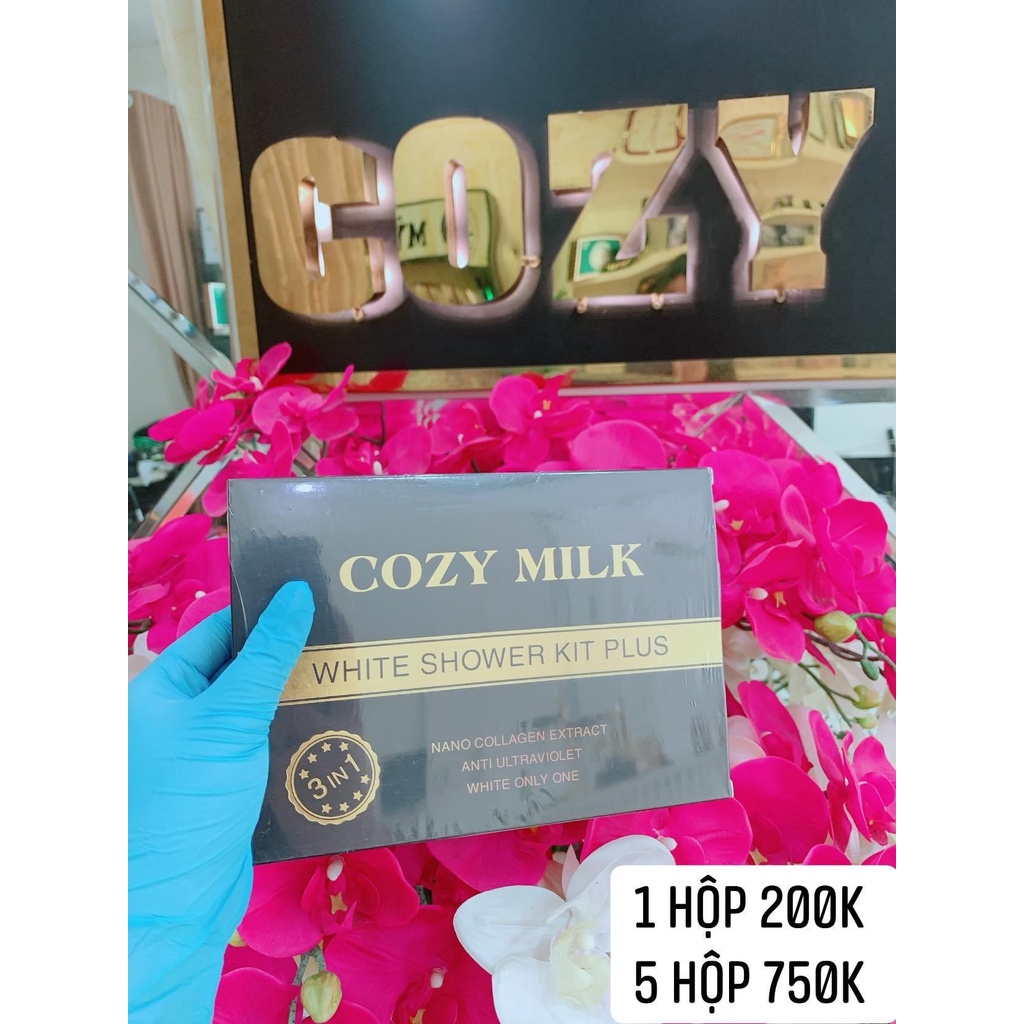 COZY
COZY MILK
WHITE SHOWER KIT PLUS
3 IN 1
NANO COLLAGEN EXTRACT
ANTI ULTRAVIOLET
WHITE ONLY ONE
1 HỘP 200K
5 HỘP 750K